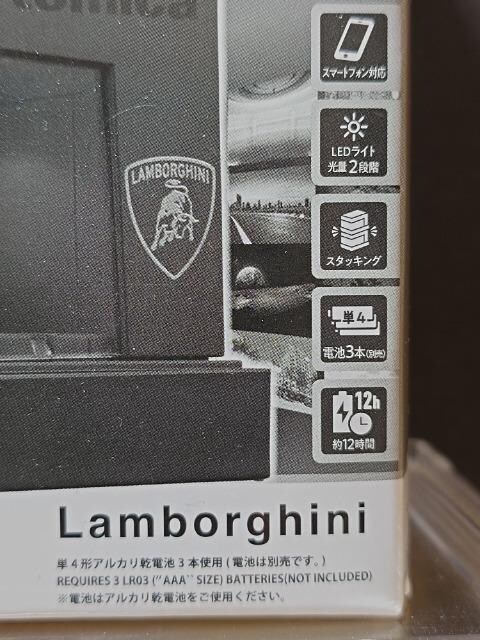 tomica
LAMBORGHINI
スマートフォン対応
LEDライト
光量2段階
スタッキング
単4
電池3本(別売)
12h
約12時間
Lamborghini
単4形アルカリ乾電池3本使用(電池は別売です。)
REQUIRES 3 LR03 ("AAA" SIZE) BATTERIES(NOT INCLUDED)
※電池はアルカリ乾電池をご使用ください。